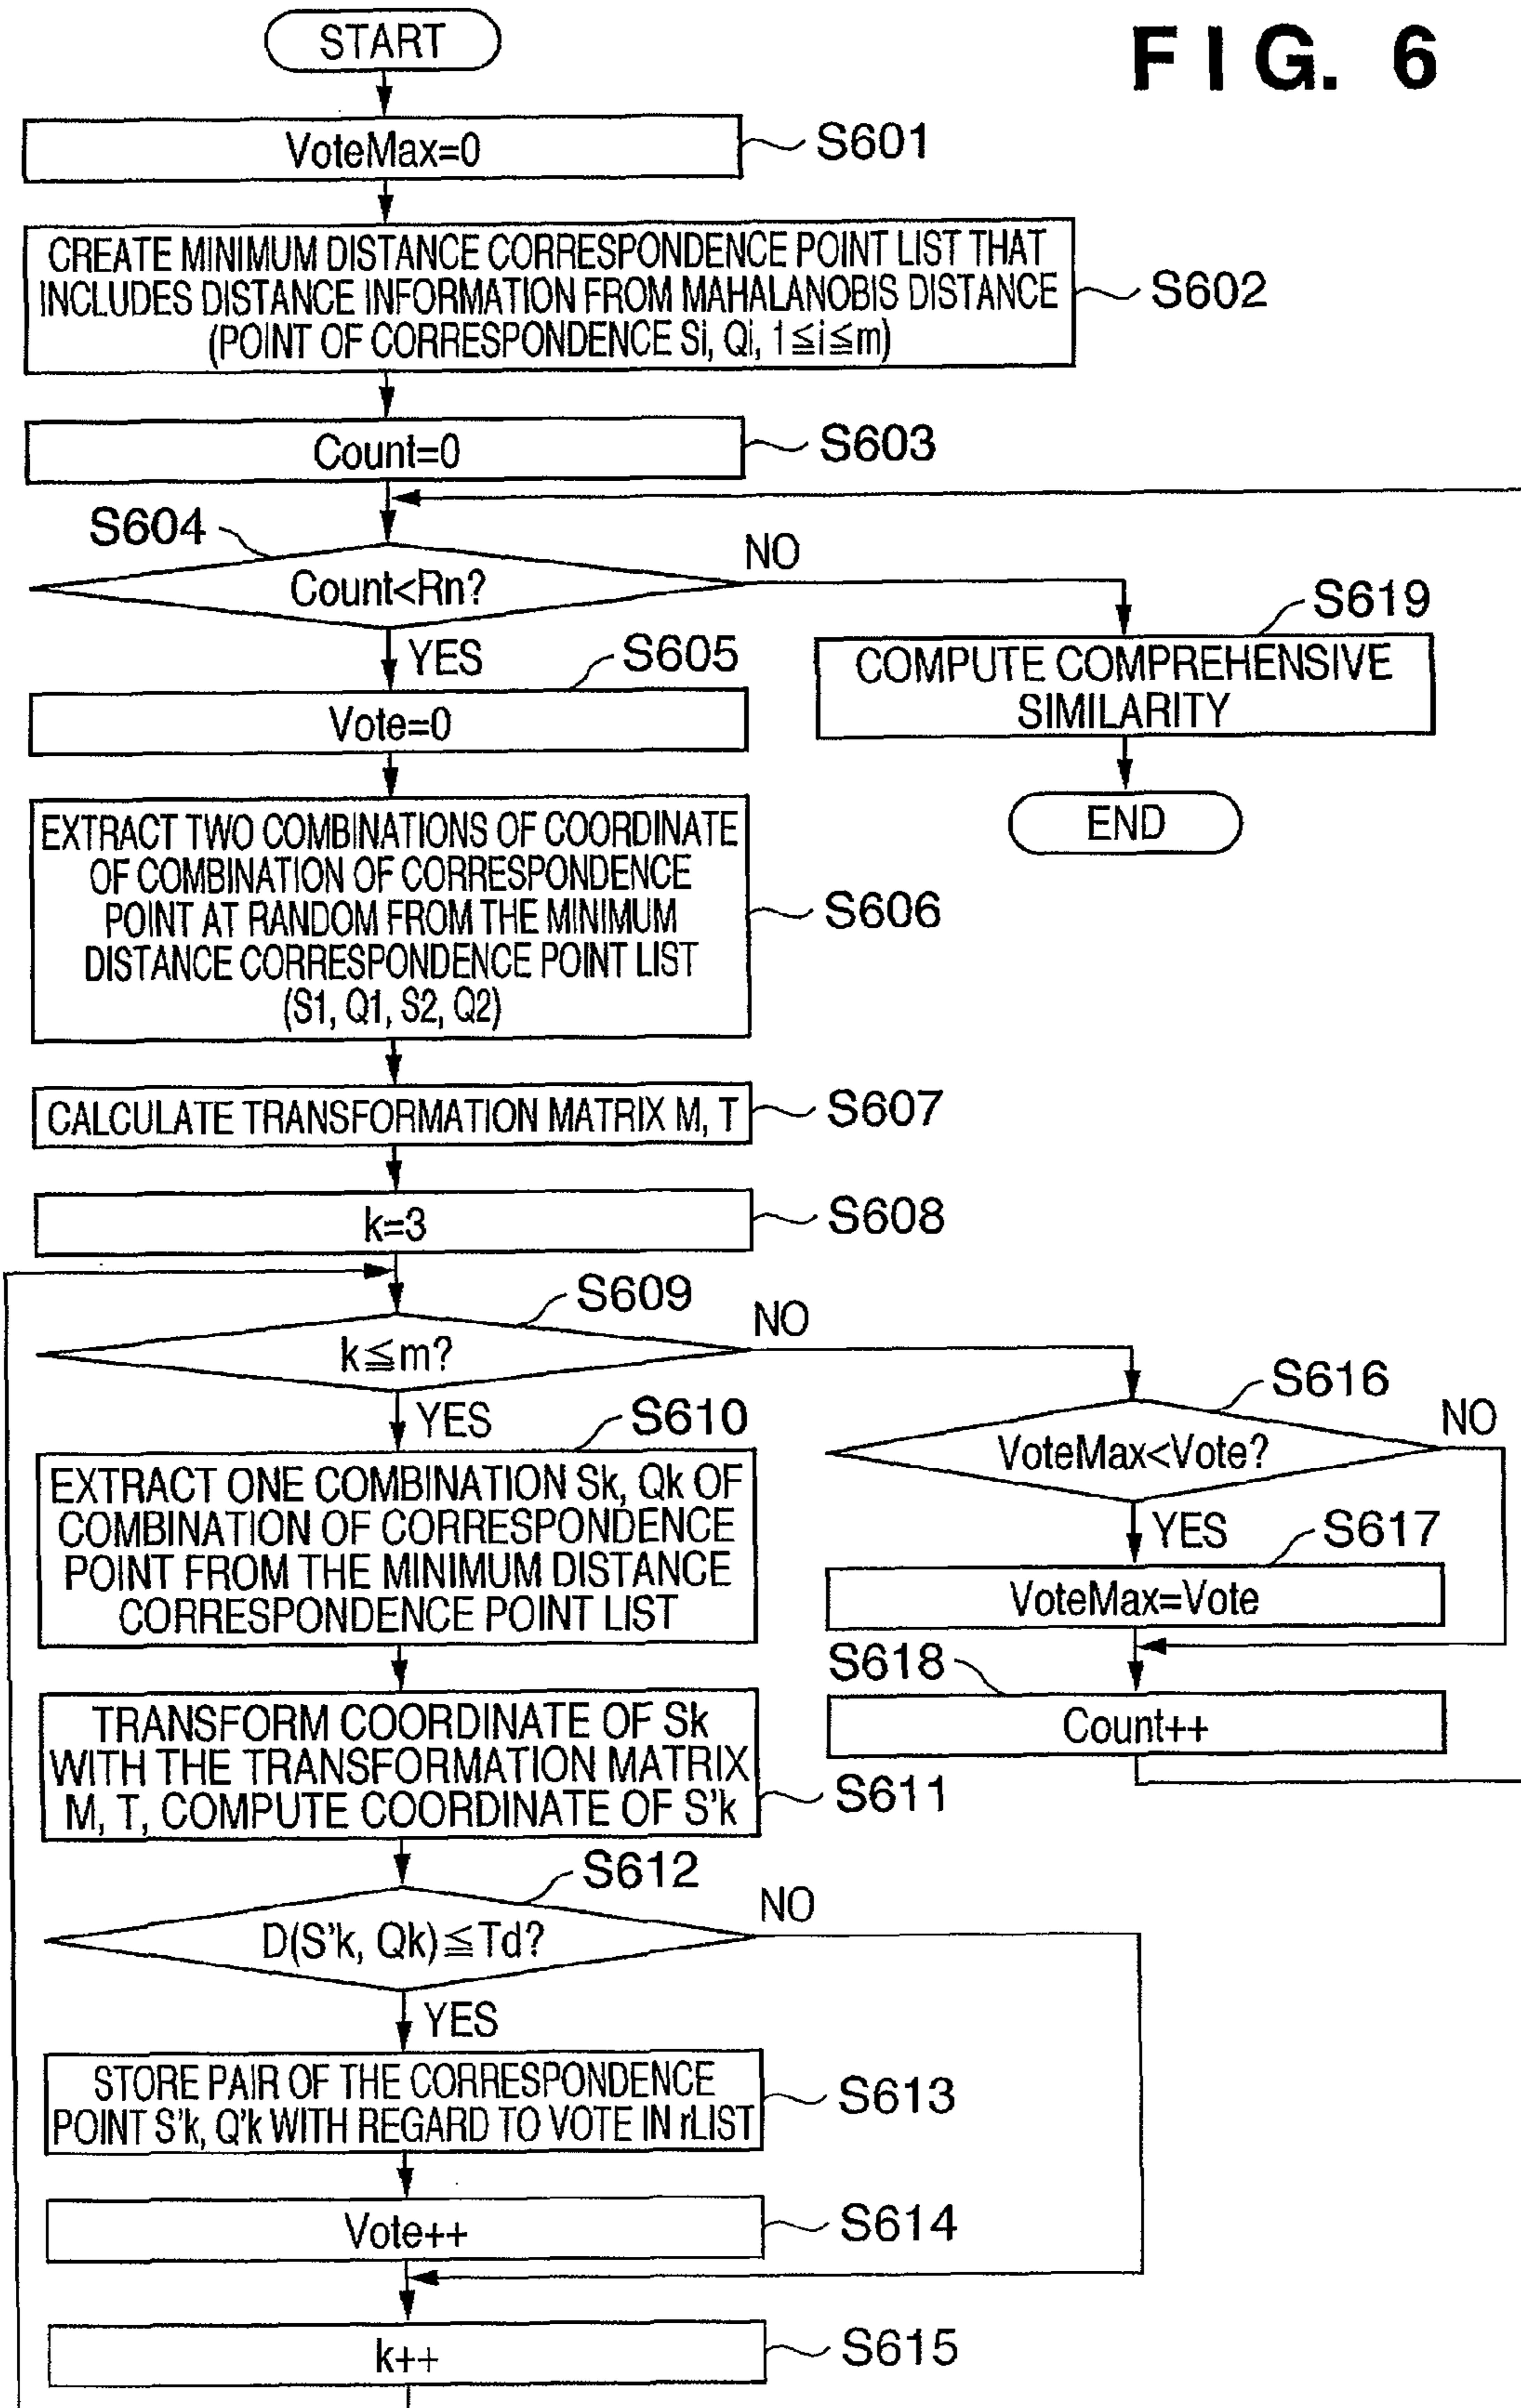 FIG. 6
START
VoteMax=0
S601
CREATE MINIMUM DISTANCE CORRESPONDENCE POINT LIST THAT
INCLUDES DISTANCE INFORMATION FROM MAHALANOBIS DISTANCE
(POINT OF CORRESPONDENCE Si, Qi, 1≦i≦m)
S602
Count=0
S603
S604
Count<Rn?
NO
YES
S605
Vote=0
S619
COMPUTE COMPREHENSIVE
SIMILARITY
END
EXTRACT TWO COMBINATIONS OF COORDINATE
OF COMBINATION OF CORRESPONDENCE
POINT AT RANDOM FROM THE MINIMUM
DISTANCE CORRESPONDENCE POINT LIST
(S1, Q1, S2, Q2)
S606
CALCULATE TRANSFORMATION MATRIX M, T
S607
k=3
S608
S609
k≦m?
NO
YES
S610
EXTRACT ONE COMBINATION Sk, Qk OF
COMBINATION OF CORRESPONDENCE
POINT FROM THE MINIMUM DISTANCE
CORRESPONDENCE POINT LIST
S616
VoteMax<Vote?
NO
YES
S617
VoteMax=Vote
S618
Count++
TRANSFORM COORDINATE OF Sk
WITH THE TRANSFORMATION MATRIX
M, T, COMPUTE COORDINATE OF S'k
S611
S612
D(S'k, Qk)≦Td?
NO
YES
STORE PAIR OF THE CORRESPONDENCE
POINT S'k, Q'k WITH REGARD TO VOTE IN rLIST
S613
Vote++
S614
k++
S615